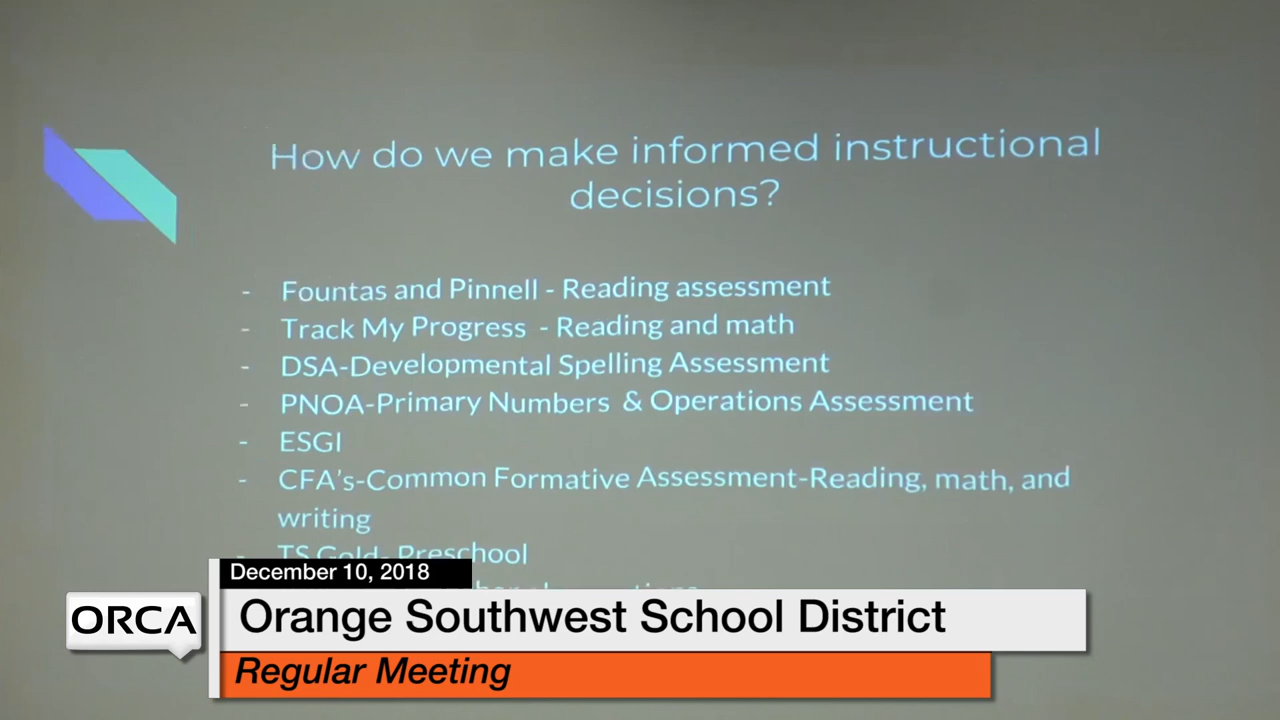 How do we make informed instructional
decisions?
- Fountas and Pinnell - Reading assessment
- Track My Progress - Reading and math
- DSA-Developmental Spelling Assessment
- PNOA-Primary Numbers & Operations Assessment
- ESGI
- CFA's-Common Formative Assessment-Reading, math, and
writing
- TS Gold- Preschool
December 10, 2018
ORCA
Orange Southwest School District
Regular Meeting